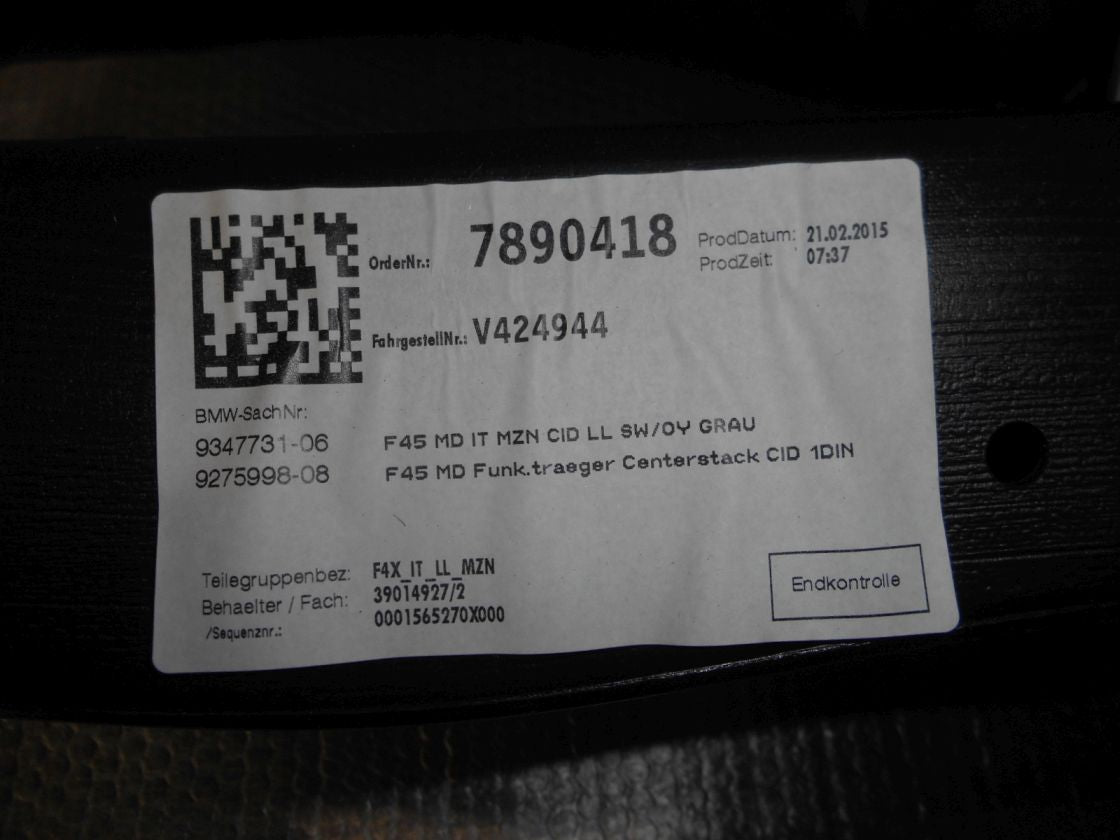 OrderNr.: 7890418
ProdDatum: 21.02.2015
ProdZeit: 07:37
FahrgestellNr.: V424944
BMW-SachNr:
9347731-06 F45 MD IT MZN CID LL SW/OY GRAU
9275998-08 F45 MD Funk.traeger Centerstack CID 1DIN
Teilegruppenbez: F4X_IT_LL_MZN
Behaelter / Fach: 39014927/2
/Sequenznr.: 0001565270X000
Endkontrolle